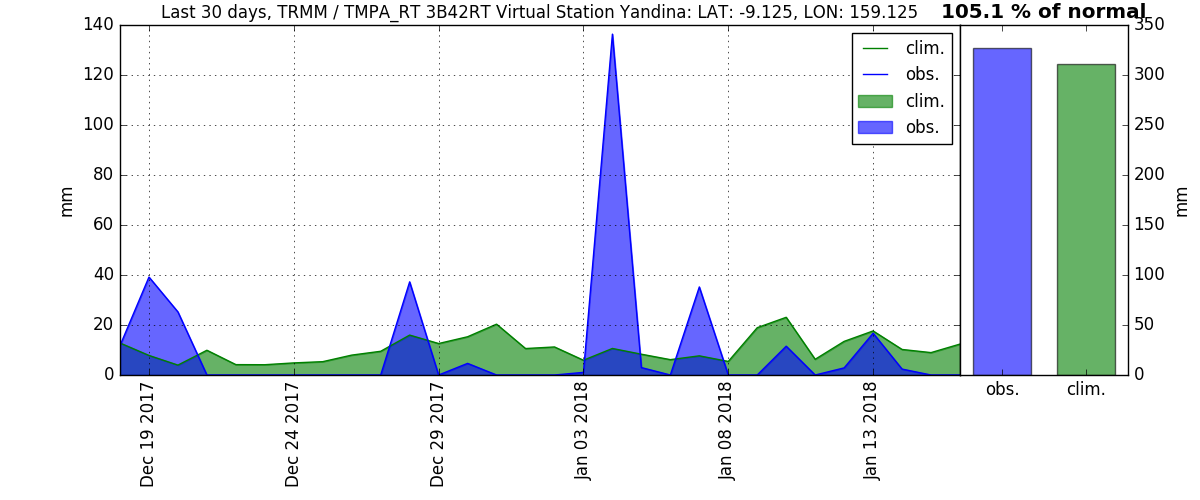 Last 30 days, TRMM / TMPA_RT 3B42RT Virtual Station Yandina: LAT: -9.125, LON: 159.125
105.1 % of normal
140
120
100
80
60
40
20
0
mm
clim.
obs.
clim.
obs.
Dec 19 2017
Dec 24 2017
Dec 29 2017
Jan 03 2018
Jan 08 2018
Jan 13 2018
350
300
250
200
150
100
50
0
mm
obs.
clim.